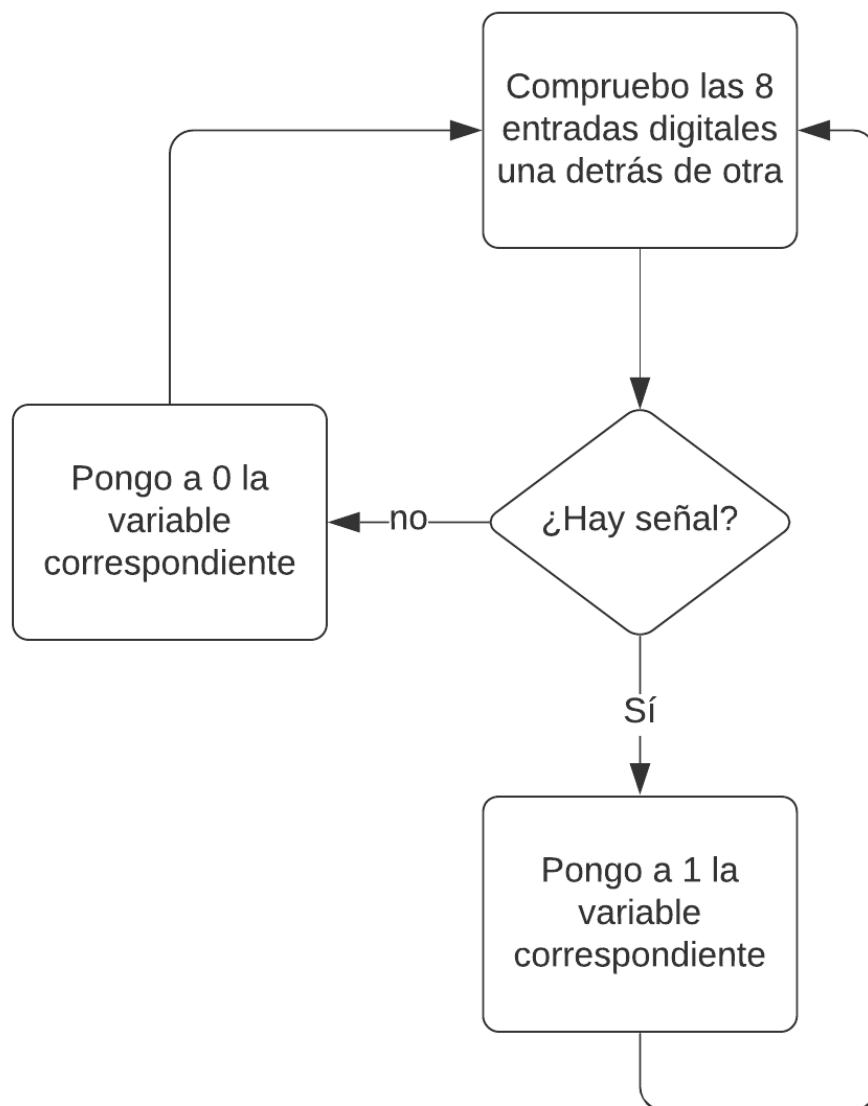 Compruebo las 8
entradas digitales
una detrás de otra
¿Hay señal?
no
Pongo a 0 la
variable
correspondiente
Sí
Pongo a 1 la
variable
correspondiente